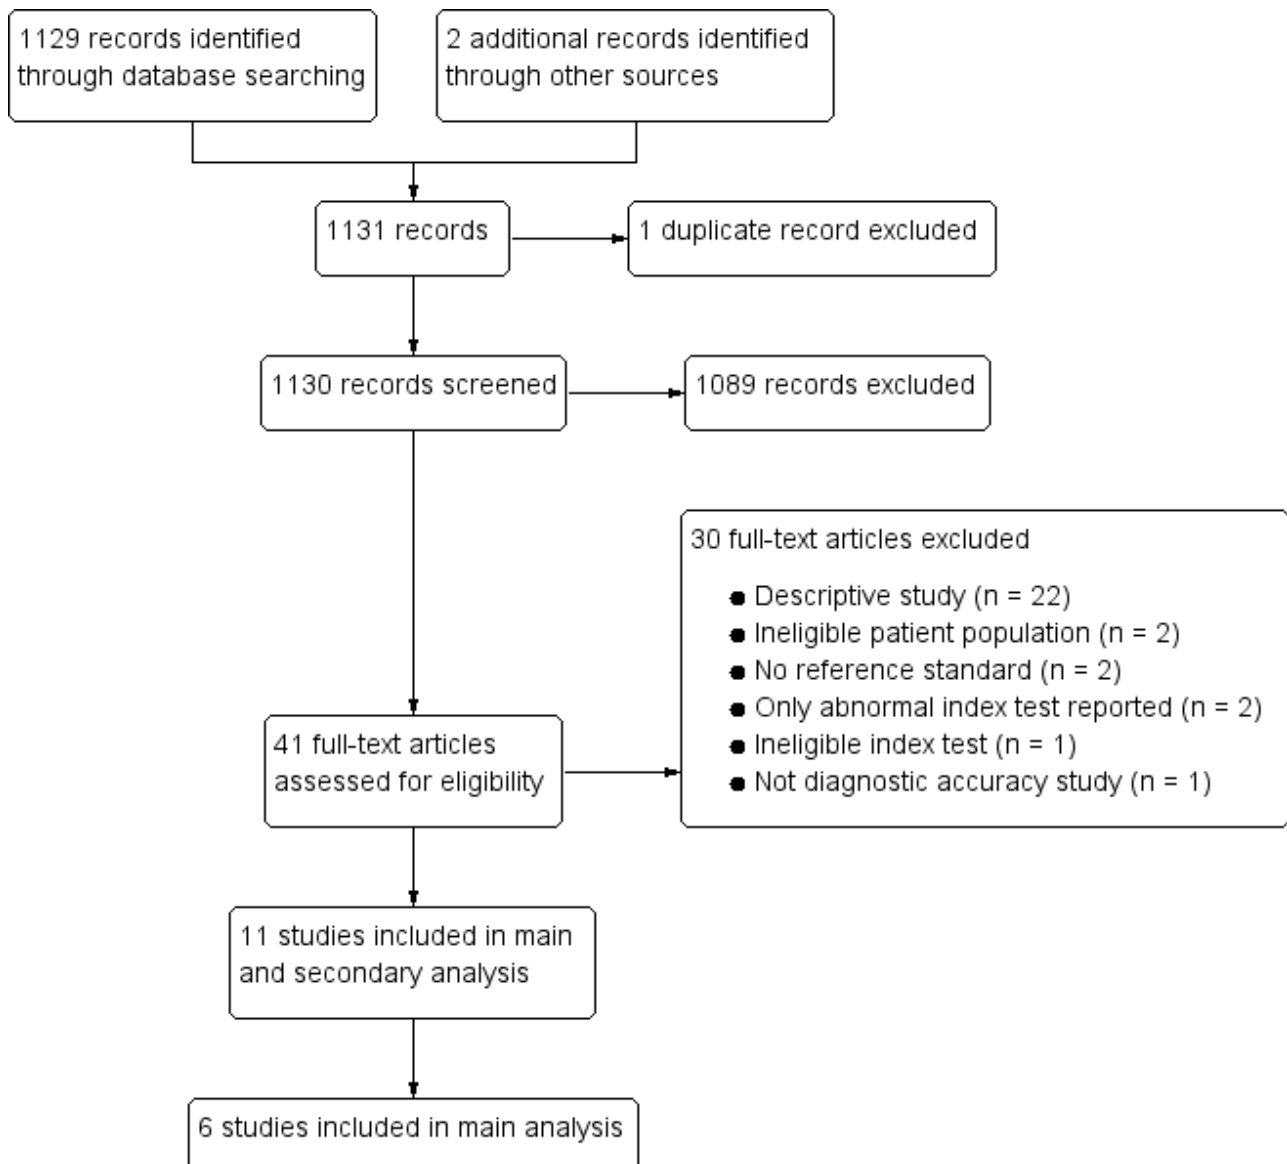 1129 records identified
through database searching
2 additional records identified
through other sources
1131 records
1 duplicate record excluded
1130 records screened
1089 records excluded
30 full-text articles excluded
● Descriptive study (n = 22)
● Ineligible patient population (n = 2)
● No reference standard (n = 2)
● Only abnormal index test reported (n = 2)
● Ineligible index test (n = 1)
● Not diagnostic accuracy study (n = 1)
41 full-text articles
assessed for eligibility
11 studies included in main
and secondary analysis
6 studies included in main analysis